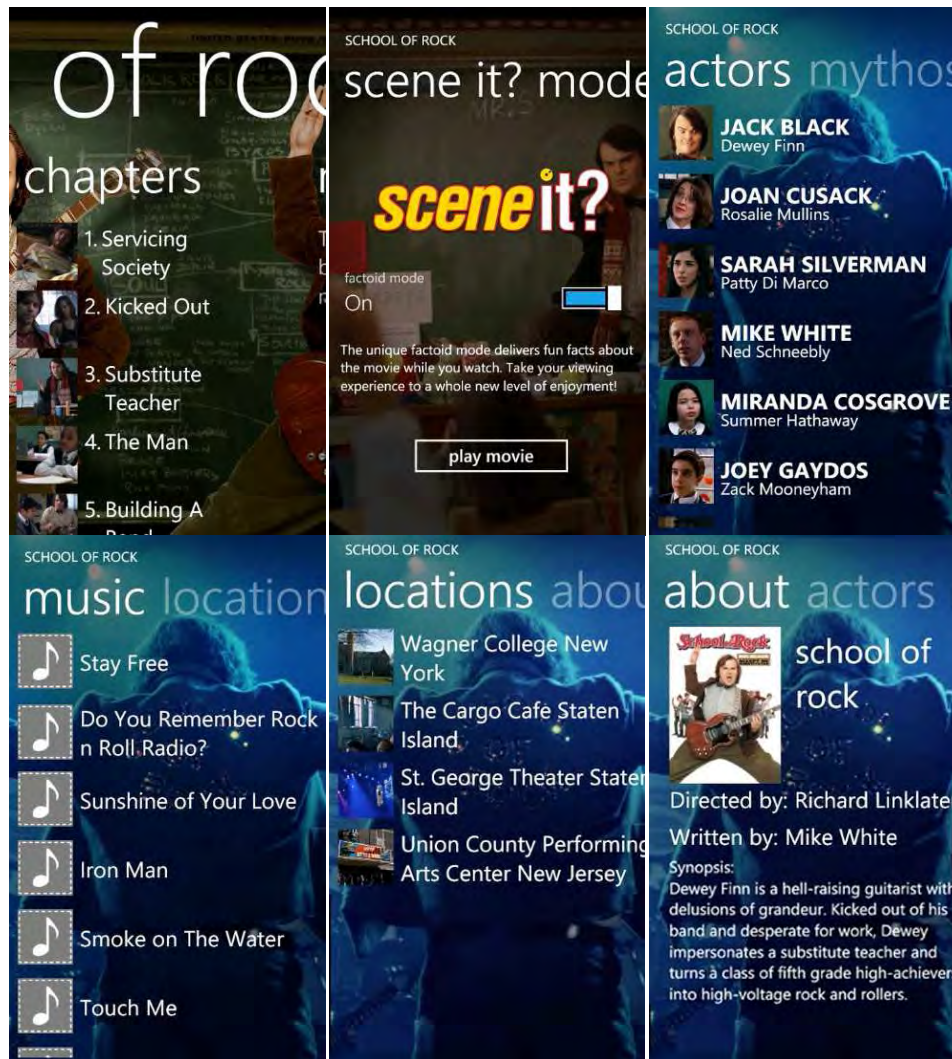 of roc
chapters
1. Servicing
Society
2. Kicked Out
3. Substitute
Teacher
4. The Man
5. Building A
Band
SCHOOL OF ROCK
scene it? mode
scene it?
factoid mode
On
The unique factoid mode delivers fun facts about
the movie while you watch. Take your viewing
experience to a whole new level of enjoyment!
play movie
SCHOOL OF ROCK
actors mythos
JACK BLACK
Dewey Finn
JOAN CUSACK
Rosalie Mullins
SARAH SILVERMAN
Patty Di Marco
MIKE WHITE
Ned Schneebly
MIRANDA COSGROVE
Summer Hathaway
JOEY GAYDOS
Zack Mooneyham
SCHOOL OF ROCK
music location
Stay Free
Do You Remember Rock
n Roll Radio?
Sunshine of Your Love
Iron Man
Smoke on The Water
Touch Me
SCHOOL OF ROCK
locations abou
Wagner College New
York
The Cargo Cafe Staten
Island
St. George Theater Staten
Island
Union County Performing
Arts Center New Jersey
SCHOOL OF ROCK
about actors
School of Rock
school of
rock
Directed by: Richard Linklate
Written by: Mike White
Synopsis:
Dewey Finn is a hell-raising guitarist with
delusions of grandeur. Kicked out of his
band and desperate for work, Dewey
impersonates a substitute teacher and
turns a class of fifth grade high-achiever
into high-voltage rock and rollers.